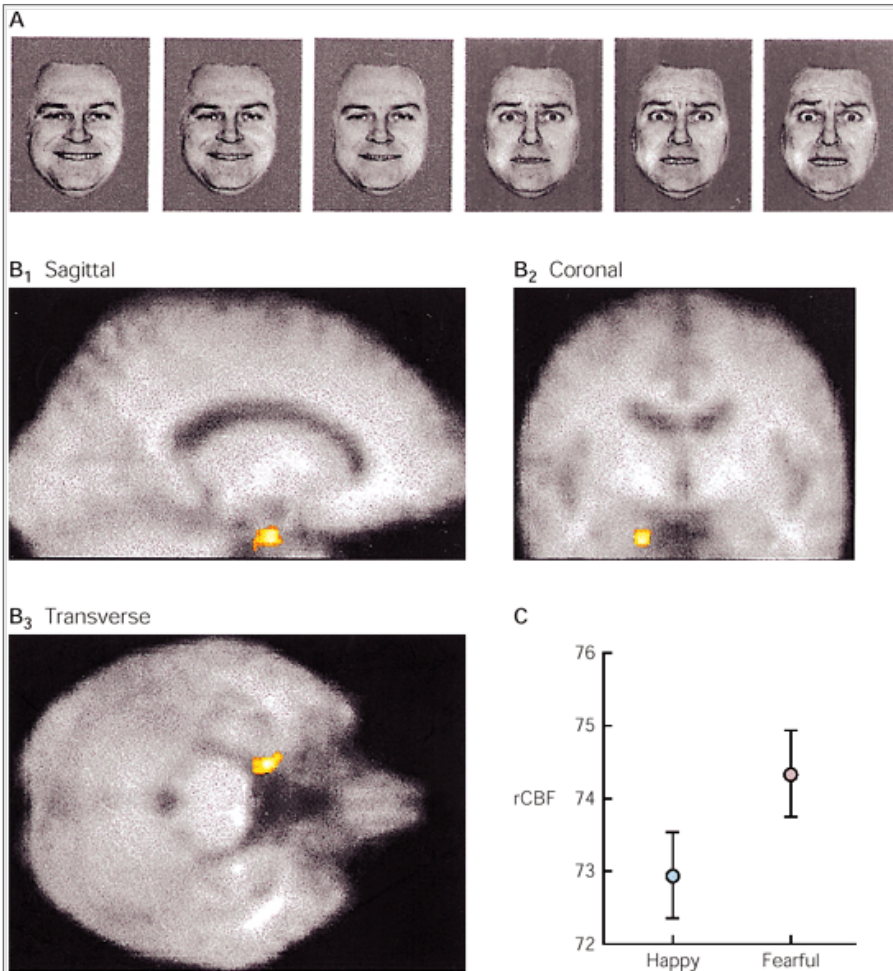 A
B1 Sagittal
B2 Coronal
B3 Transverse
C
76
75
rCBF 74
73
72
Happy Fearful